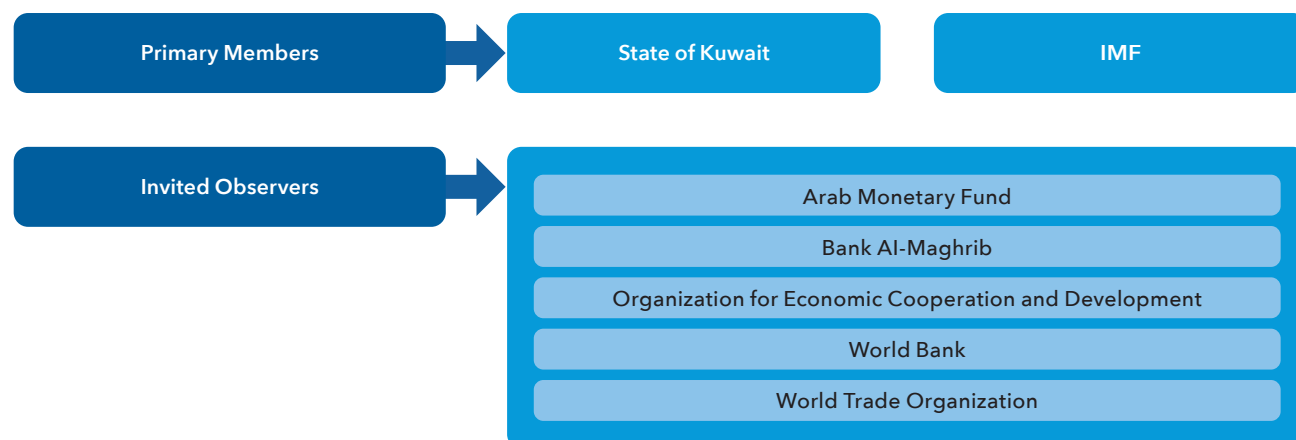 Primary Members
State of Kuwait
IMF
Invited Observers
Arab Monetary Fund
Bank Al-Maghrib
Organization for Economic Cooperation and Development
World Bank
World Trade Organization